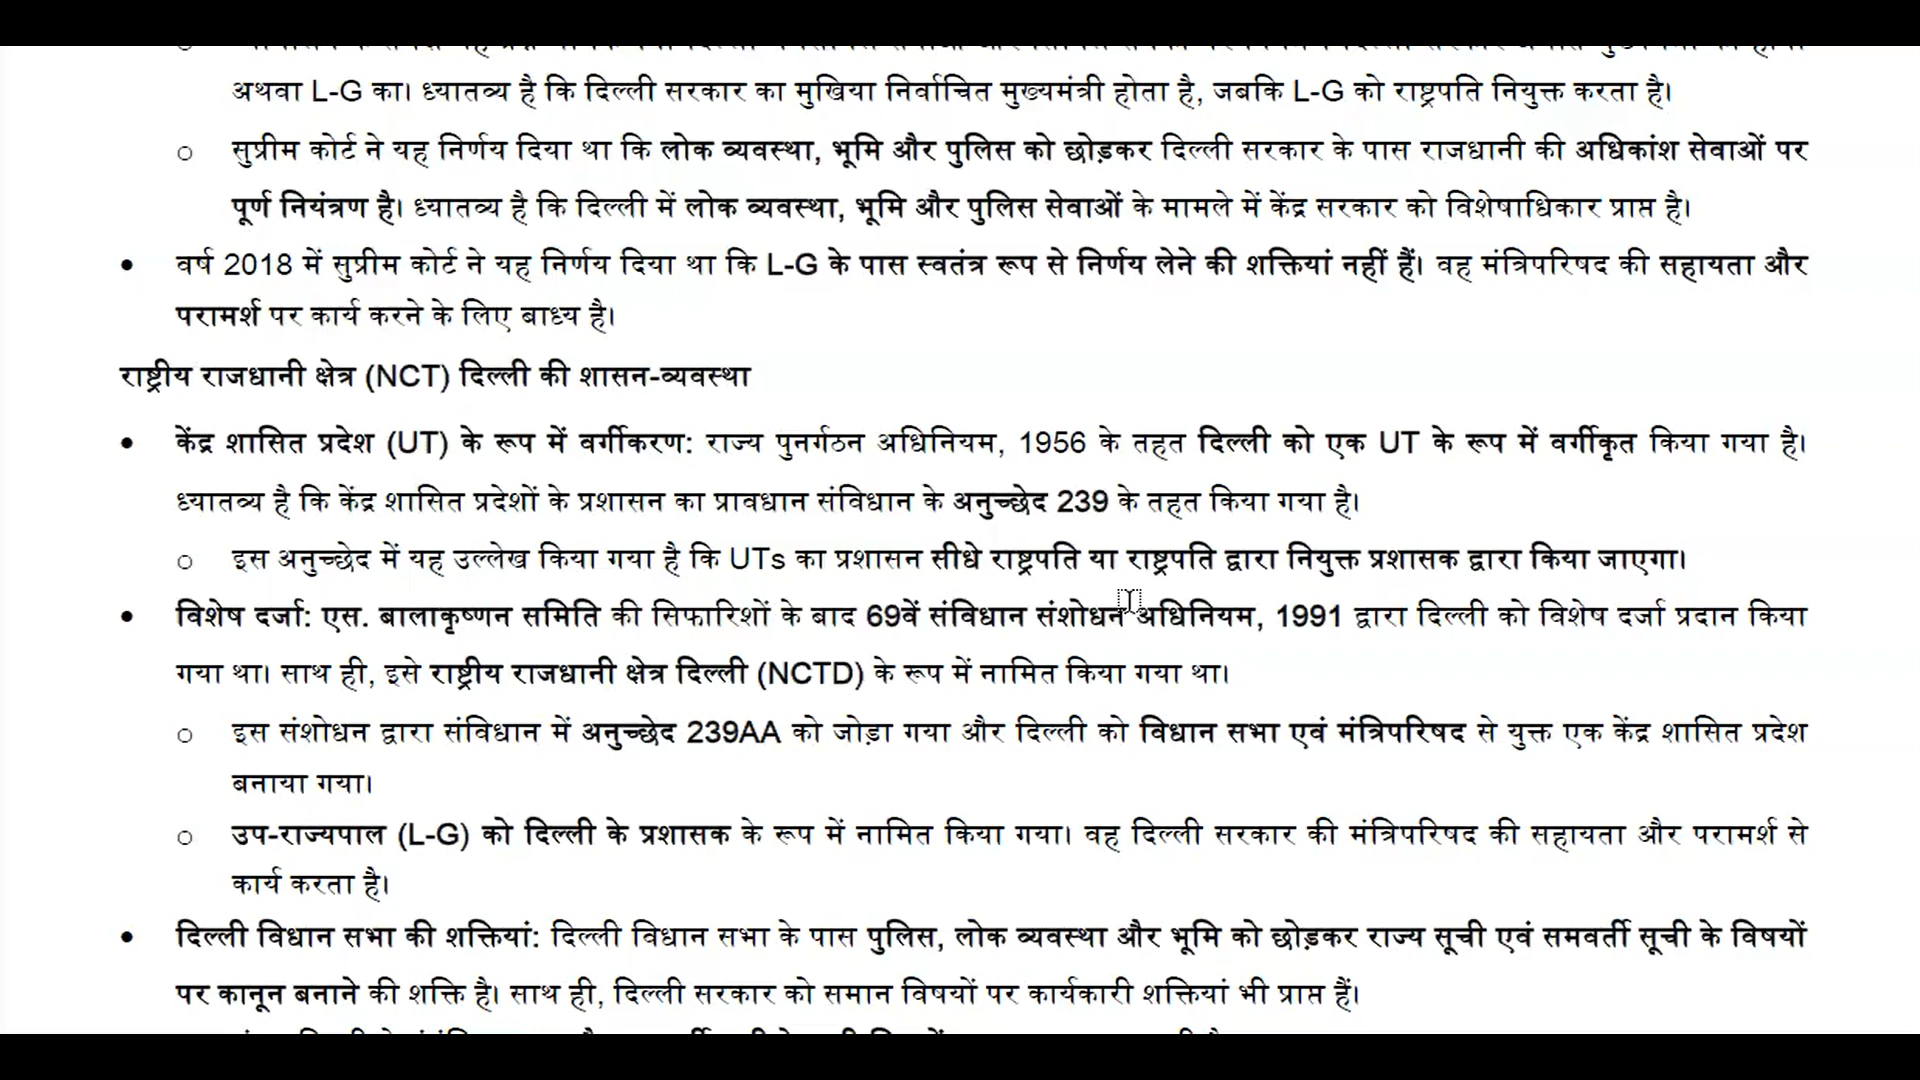 अथवा L-G का। ध्यातव्य है कि दिल्ली सरकार का मुखिया निर्वाचित मुख्यमंत्री होता है, जबकि L-G को राष्ट्रपति नियुक्त करता है।
○ सुप्रीम कोर्ट ने यह निर्णय दिया था कि लोक व्यवस्था, भूमि और पुलिस को छोड़कर दिल्ली सरकार के पास राजधानी की अधिकांश सेवाओं पर
पूर्ण नियंत्रण है। ध्यातव्य है कि दिल्ली में लोक व्यवस्था, भूमि और पुलिस सेवाओं के मामले में केंद्र सरकार को विशेषाधिकार प्राप्त है।
• वर्ष 2018 में सुप्रीम कोर्ट ने यह निर्णय दिया था कि L-G के पास स्वतंत्र रूप से निर्णय लेने की शक्तियां नहीं हैं। वह मंत्रिपरिषद की सहायता और
परामर्श पर कार्य करने के लिए बाध्य है।
राष्ट्रीय राजधानी क्षेत्र (NCT) दिल्ली की शासन-व्यवस्था
• केंद्र शासित प्रदेश (UT) के रूप में वर्गीकरण: राज्य पुनर्गठन अधिनियम, 1956 के तहत दिल्ली को एक UT के रूप में वर्गीकृत किया गया है।
ध्यातव्य है कि केंद्र शासित प्रदेशों के प्रशासन का प्रावधान संविधान के अनुच्छेद 239 के तहत किया गया है।
○ इस अनुच्छेद में यह उल्लेख किया गया है कि UTs का प्रशासन सीधे राष्ट्रपति या राष्ट्रपति द्वारा नियुक्त प्रशासक द्वारा किया जाएगा।
• विशेष दर्जा: एस. बालाकृष्णन समिति की सिफारिशों के बाद 69वें संविधान संशोधन अधिनियम, 1991 द्वारा दिल्ली को विशेष दर्जा प्रदान किया
गया था। साथ ही, इसे राष्ट्रीय राजधानी क्षेत्र दिल्ली (NCTD) के रूप में नामित किया गया था।
○ इस संशोधन द्वारा संविधान में अनुच्छेद 239AA को जोड़ा गया और दिल्ली को विधान सभा एवं मंत्रिपरिषद से युक्त एक केंद्र शासित प्रदेश
बनाया गया।
○ उप-राज्यपाल (L-G) को दिल्ली के प्रशासक के रूप में नामित किया गया। वह दिल्ली सरकार की मंत्रिपरिषद की सहायता और परामर्श से
कार्य करता है।
• दिल्ली विधान सभा की शक्तियां: दिल्ली विधान सभा के पास पुलिस, लोक व्यवस्था और भूमि को छोड़कर राज्य सूची एवं समवर्ती सूची के विषयों
पर कानून बनाने की शक्ति है। साथ ही, दिल्ली सरकार को समान विषयों पर कार्यकारी शक्तियां भी प्राप्त हैं।